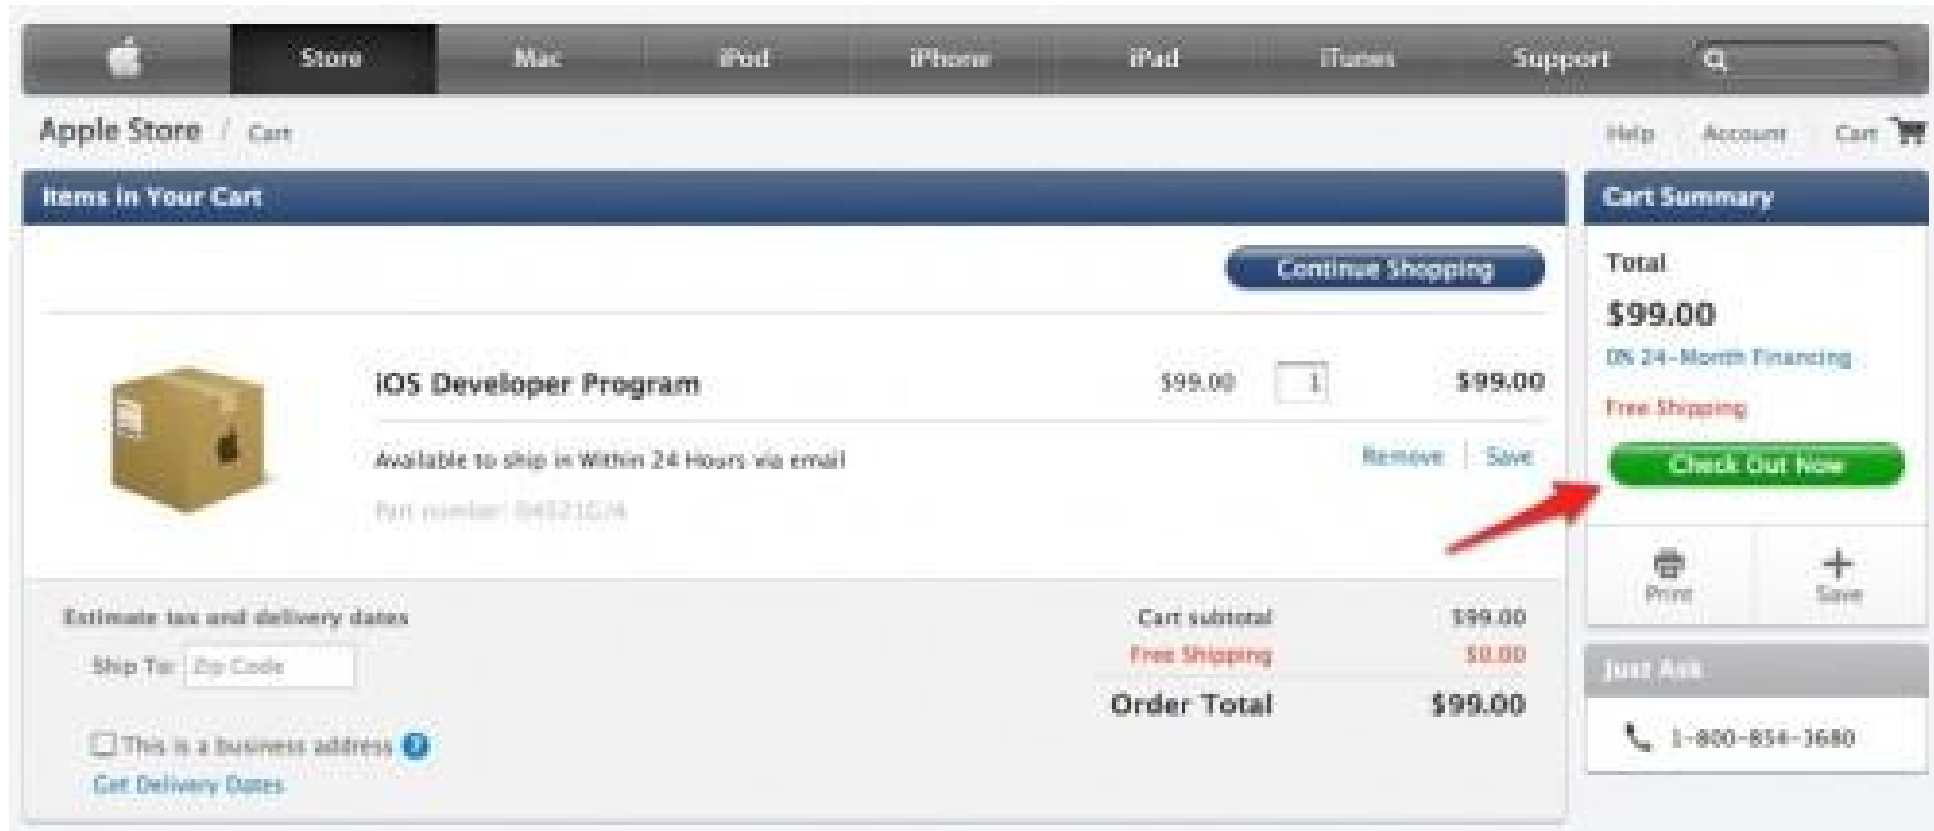 Store Mac iPod iPhone iPad iTunes Support
Apple Store / Cart
Help Account Cart
Items in Your Cart
Continue Shopping
iOS Developer Program $99.00 1 $99.00
Available to ship in Within 24 Hours via email
Remove Save
Part number:
Estimate tax and delivery dates
Ship To: Zip Code
This is a business address ?
Get Delivery Dates
Cart subtotal $99.00
Free Shipping $0.00
Order Total $99.00
Cart Summary
Total
$99.00
0% 24-Month Financing
Free Shipping
Check Out Now
Print Save
Just Ask
1-800-854-3680